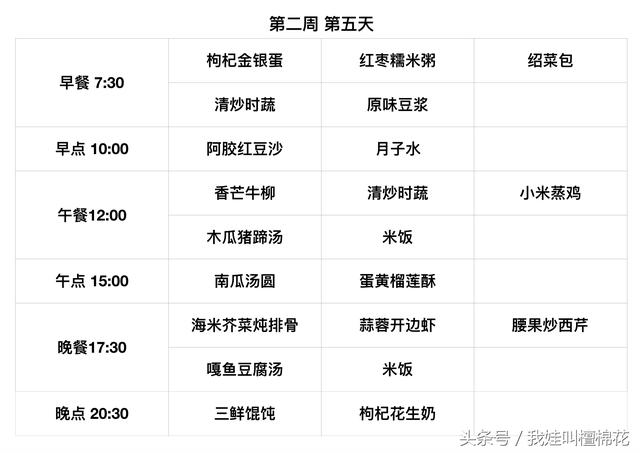 第二周 第五天
早餐 7:30
枸杞金银蛋 红枣糯米粥 绍菜包
清炒时蔬 原味豆浆
早点 10:00 阿胶红豆沙 月子水
午餐12:00
香芒牛柳 清炒时蔬 小米蒸鸡
木瓜猪蹄汤 米饭
午点 15:00 南瓜汤圆 蛋黄榴莲酥
晚餐17:30
海米芥菜炖排骨 蒜蓉开边虾 腰果炒西芹
嘎鱼豆腐汤 米饭
晚点 20:30 三鲜馄饨 枸杞花生奶
头条号 / 我娃叫檀棉花